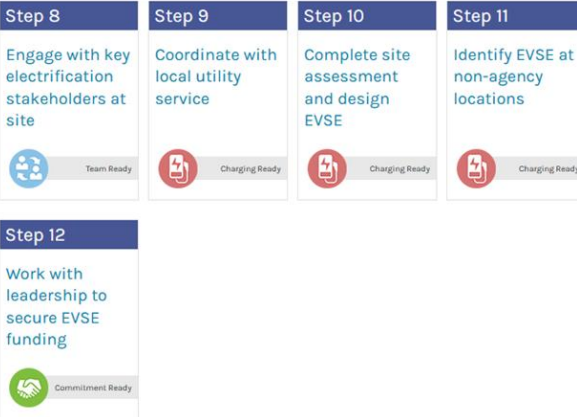 Step 8
Engage with key
electrification
stakeholders at
site
Team Ready
Step 9
Coordinate with
local utility
service
Charging Ready
Step 10
Complete site
assessment
and design
EVSE
Charging Ready
Step 11
Identify EVSE at
non-agency
locations
Charging Ready
Step 12
Work with
leadership to
secure EVSE
funding
Commitment Ready